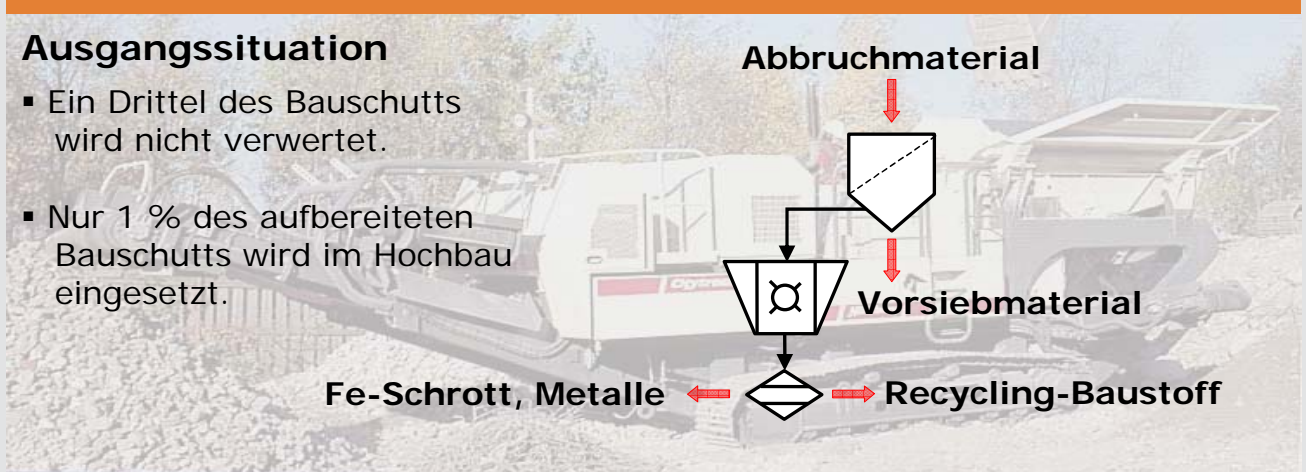 Ausgangssituation
▪ Ein Drittel des Bauschutts
wird nicht verwertet.
▪ Nur 1 % des aufbereiteten
Bauschutts wird im Hochbau
eingesetzt.
Abbruchmaterial
Vorsiebmaterial
Fe-Schrott, Metalle
Recycling-Baustoff